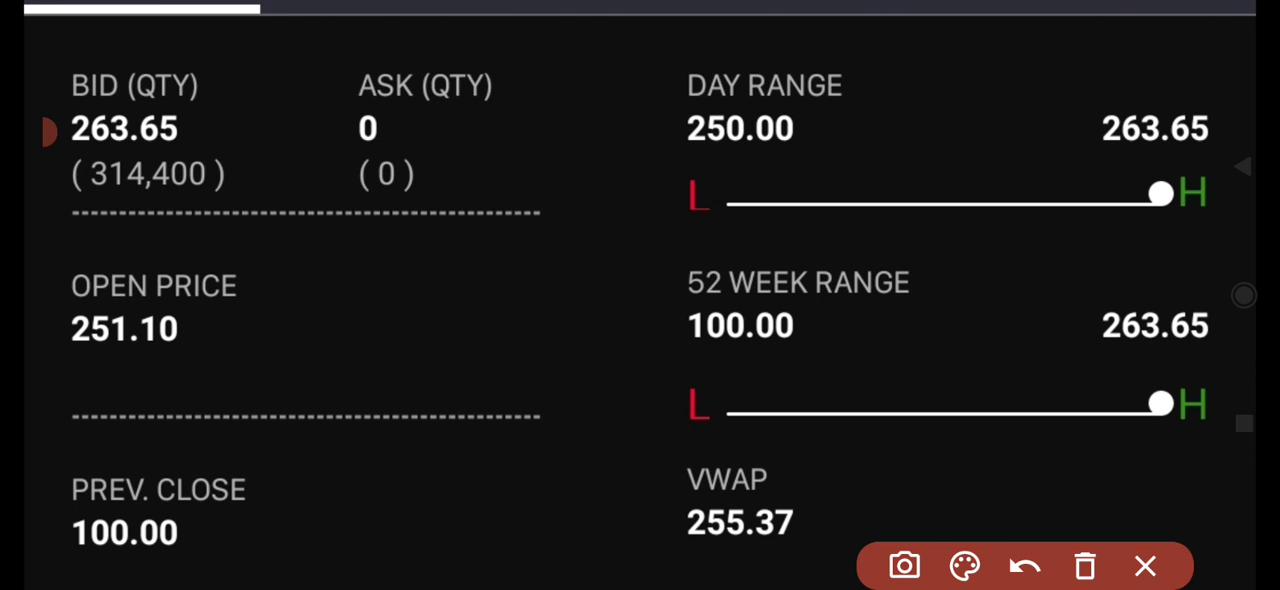 BID (QTY)
263.65
( 314,400 )
ASK (QTY)
0
( 0 )
DAY RANGE
250.00 263.65
L H
OPEN PRICE
251.10
52 WEEK RANGE
100.00 263.65
L H
PREV. CLOSE
100.00
VWAP
255.37